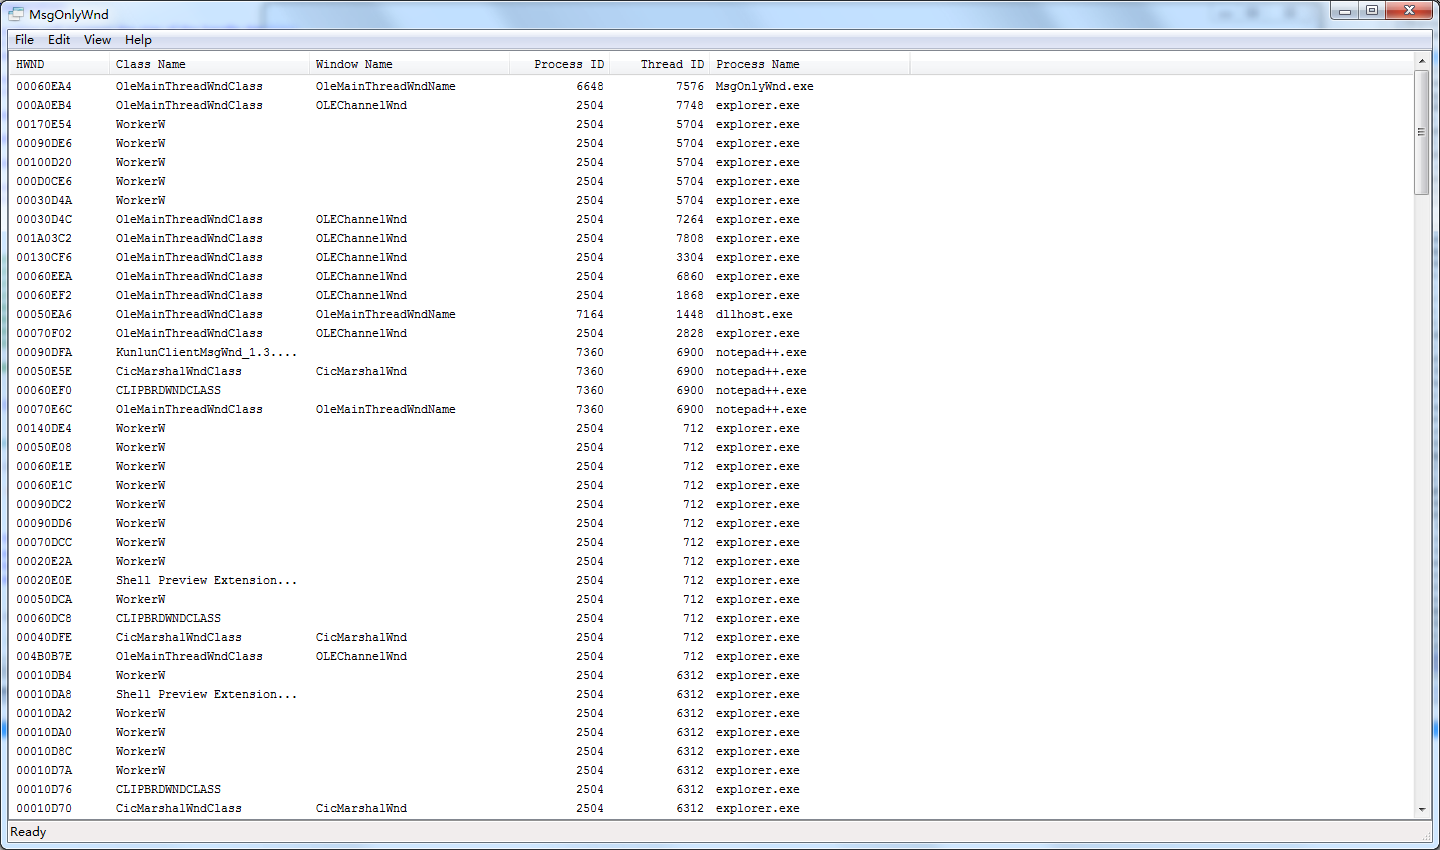 MsgOnlyWnd
File Edit View Help
HWND Class Name Window Name Process ID Thread ID Process Name
00060EA4 OleMainThreadWndClass OleMainThreadWndName 6648 7576 MsgOnlyWnd.exe
000A0EB4 OleMainThreadWndClass OLEChannelWnd 2504 7748 explorer.exe
00170E54 WorkerW 2504 5704 explorer.exe
00090DE6 WorkerW 2504 5704 explorer.exe
00100D20 WorkerW 2504 5704 explorer.exe
000D0CE6 WorkerW 2504 5704 explorer.exe
00030D4A WorkerW 2504 5704 explorer.exe
00030D4C OleMainThreadWndClass OLEChannelWnd 2504 7264 explorer.exe
001A03C2 OleMainThreadWndClass OLEChannelWnd 2504 7808 explorer.exe
00130CF6 OleMainThreadWndClass OLEChannelWnd 2504 3304 explorer.exe
00060EEA OleMainThreadWndClass OLEChannelWnd 2504 6860 explorer.exe
00060EF2 OleMainThreadWndClass OLEChannelWnd 2504 1868 explorer.exe
00050EA6 OleMainThreadWndClass OleMainThreadWndName 7164 1448 dllhost.exe
00070F02 OleMainThreadWndClass OLEChannelWnd 2504 2828 explorer.exe
00090DFA KunlunClientMsgWnd_1.3.... 7360 6900 notepad++.exe
00050E5E CicMarshalWndClass CicMarshalWnd 7360 6900 notepad++.exe
00060EF0 CLIPBRDWNDCLASS 7360 6900 notepad++.exe
00070E6C OleMainThreadWndClass OleMainThreadWndName 7360 6900 notepad++.exe
00140DE4 WorkerW 2504 712 explorer.exe
00050E08 WorkerW 2504 712 explorer.exe
00060E1E WorkerW 2504 712 explorer.exe
00060E1C WorkerW 2504 712 explorer.exe
00090DC2 WorkerW 2504 712 explorer.exe
00090DD6 WorkerW 2504 712 explorer.exe
00070DCC WorkerW 2504 712 explorer.exe
00020E2A WorkerW 2504 712 explorer.exe
00020E0E Shell Preview Extension... 2504 712 explorer.exe
00050DCA WorkerW 2504 712 explorer.exe
00060DC8 CLIPBRDWNDCLASS 2504 712 explorer.exe
00040DFE CicMarshalWndClass CicMarshalWnd 2504 712 explorer.exe
004B0B7E OleMainThreadWndClass OLEChannelWnd 2504 712 explorer.exe
00010DB4 WorkerW 2504 6312 explorer.exe
00010DA8 Shell Preview Extension... 2504 6312 explorer.exe
00010DA2 WorkerW 2504 6312 explorer.exe
00010DA0 WorkerW 2504 6312 explorer.exe
00010D8C WorkerW 2504 6312 explorer.exe
00010D7A WorkerW 2504 6312 explorer.exe
00010D76 CLIPBRDWNDCLASS 2504 6312 explorer.exe
00010D70 CicMarshalWndClass CicMarshalWnd 2504 6312 explorer.exe
Ready